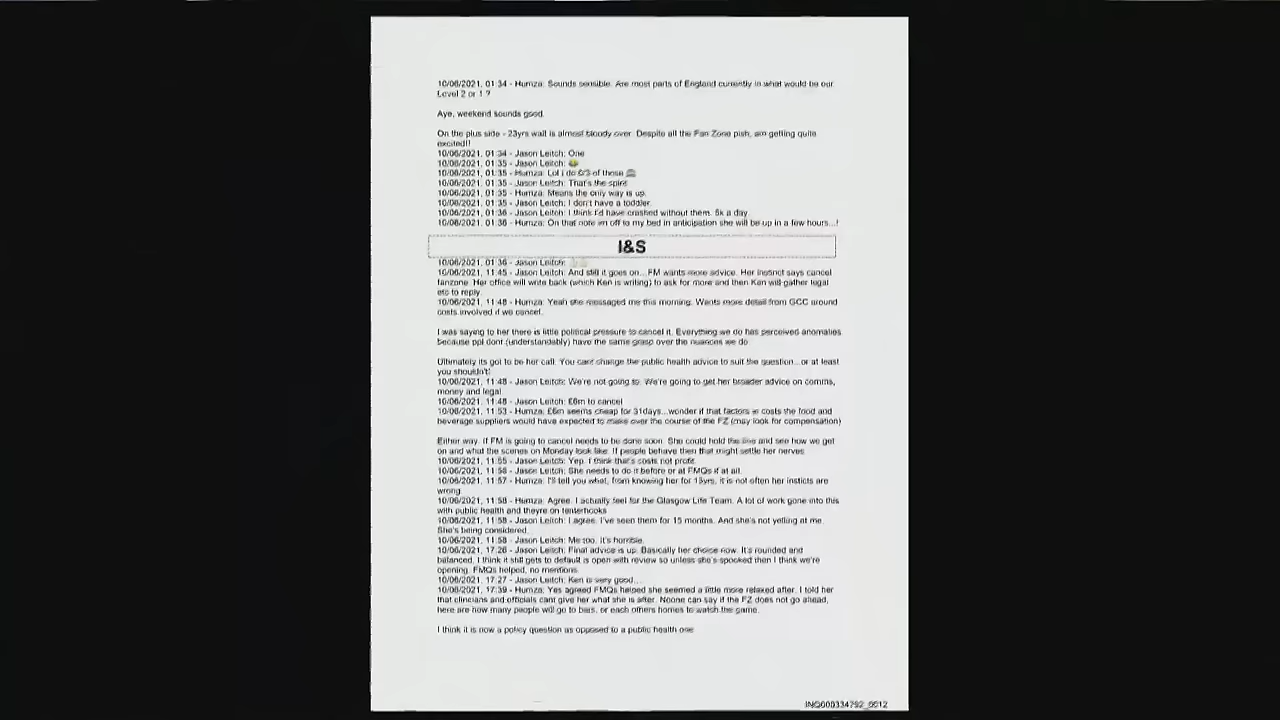 10/06/2021, 01:34 - Humza: Sounds sensible. Are most parts of England currently in what would be our
Level 2 or 1 ?
Aye, weekend sounds good.
On the plus side - 23yrs wait is almost bloody over. Despite all the Fan Zone pish, am getting quite
excited!!
10/06/2021, 01:34 - Jason Leitch: One
10/06/2021, 01:35 - Jason Leitch: 😂
10/06/2021, 01:35 - Humza: Lol i do of those
10/06/2021, 01:35 - Jason Leitch: That's the spirit
10/06/2021, 01:35 - Humza: Means the only way is up.
10/06/2021, 01:35 - Jason Leitch: I don't have a toddler.
10/06/2021, 01:36 - Jason Leitch: I think I'd have crashed without them. 5k a day
10/06/2021, 01:36 - Humza: On that note im off to my bed in anticipation she will be up in a few hours...!
I&S
10/06/2021, 01:36 - Jason Leitch:
10/06/2021, 11:45 - Jason Leitch: And still it goes on... FM wants more advice. Her instinct says cancel
fanzone. Her office will write back (which Ken is writing) to ask for more and then Ken will gather legal
etc to reply.
10/06/2021, 11:48 - Humza: Yeah she messaged me this morning. Wants more detail from GCC around
costs involved if we cancel.
I was saying to her there is little political pressure to cancel it. Everything we do has perceived anomalies
because ppl dont (understandably) have the same grasp over the nuances we do
Ultimately its got to be her call. You cant change the public health advice to suit the question...or at least
you shouldn't!
10/06/2021, 11:48 - Jason Leitch: We're not going to. We're going to get her broader advice on comms,
money and legal
10/06/2021, 11:48 - Jason Leitch: £6m to cancel
10/06/2021, 11:53 - Humza: £6m seems cheap for 31days...wonder if that factors in costs the food and
beverage suppliers would have expected to make over the course of the FZ (may look for compensation)
Either way. If FM is going to cancel needs to be done soon. She could hold the line and see how we get
on and what the scenes on Monday look like. If people behave then that might settle her nerves
10/06/2021, 11:55 - Jason Leitch: Yep. I think that's costs not profit.
10/06/2021, 11:56 - Jason Leitch: She needs to do it before or at FMQs if at all.
10/06/2021, 11:57 - Humza: I'll tell you what, from knowing her for 15yrs, it is not often her insticts are
wrong
10/06/2021, 11:58 - Humza: Agree. I actually feel for the Glasgow Life Team. A lot of work gone into this
with public health and theyre on tenterhooks
10/06/2021, 11:58 - Jason Leitch: I agree. I've seen them for 15 months. And she's not yelling at me.
She's being considered.
10/06/2021, 11:58 - Jason Leitch: Me too. It's horrible.
10/06/2021, 17:26 - Jason Leitch: Final advice is up. Basically her choice now. It's rounded and
balanced. I think it still gets to default is open with review so unless she's spooked then I think we're
opening. FMQs helped, no mentions.
10/06/2021, 17:27 - Jason Leitch: Ken is very good....
10/06/2021, 17:39 - Humza: Yes agreed FMQs helped she seemed a little more relaxed after. I told her
that clincians and officials cant give her what she is after. Noone can say if the FZ does not go ahead,
here are how many people will go to bars, or each others homes to watch the game.
I think it is now a policy question as opposed to a public health one
INQ000334792_0012